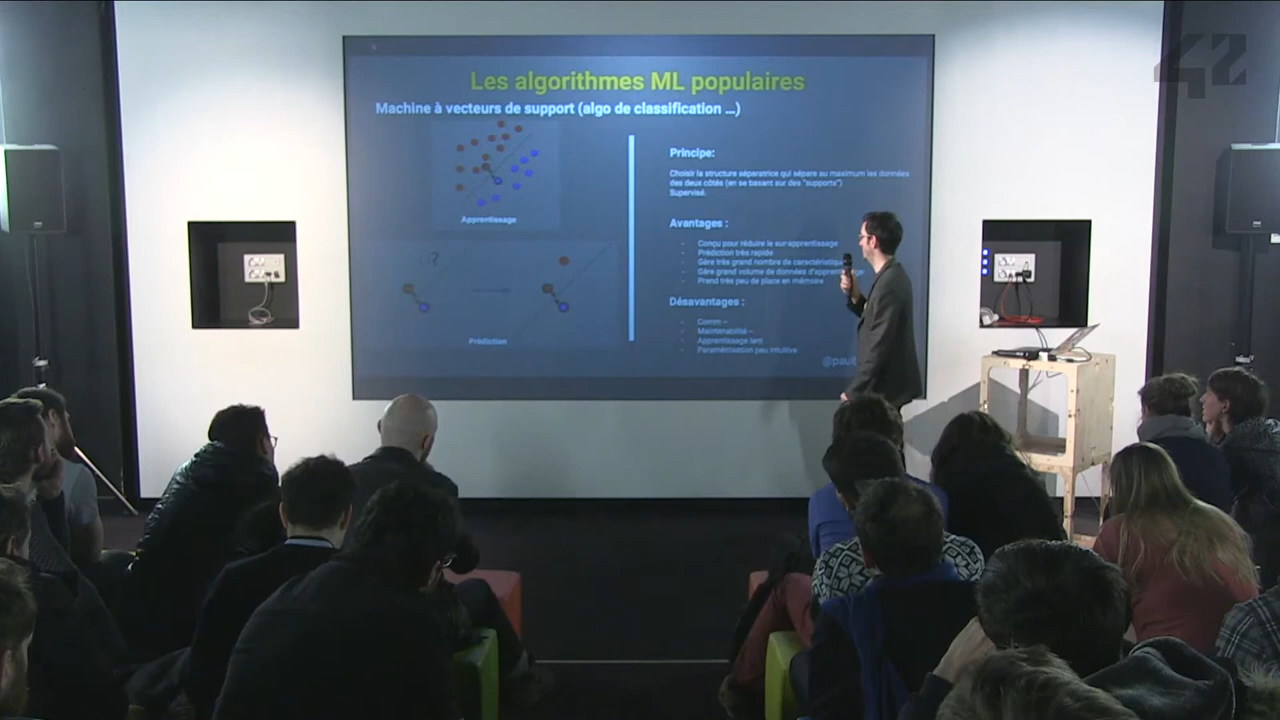 42
Les algorithmes ML populaires
Machine à vecteurs de support (algo de classification ...)
Apprentissage
?
Prédiction
Principe:
Choisir la structure séparatrice qui sépare au maximum les données
des deux côtés (en se basant sur des "supports")
Supervisé.
Avantages :
- Conçu pour réduire le sur-apprentissage
- Prédiction très rapide
- Gère très grand nombre de
- Gère grand volume de données
- Prend très peu de place en mémoire
Désavantages :
- Comm –
- Maintenabilité –
- Apprentissage lent
- Paramétrisation peu intuitive